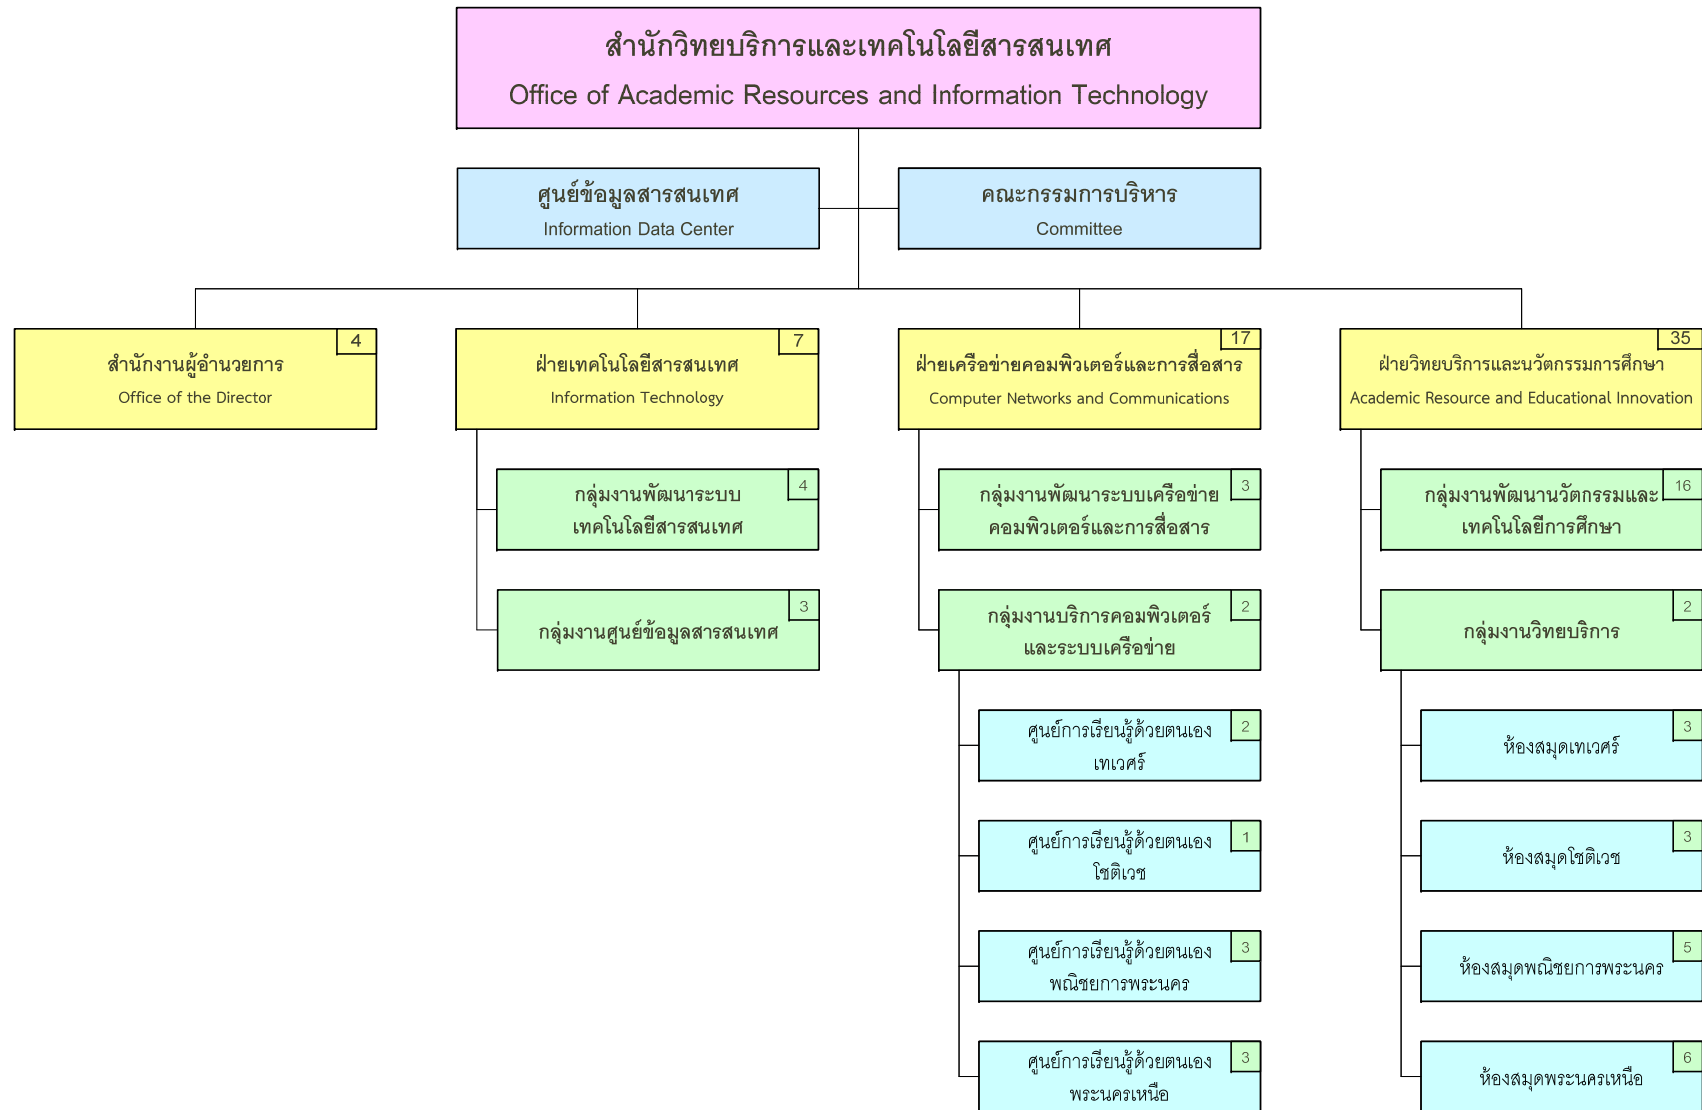 สำนักวิทยบริการและเทคโนโลยีสารสนเทศ
Office of Academic Resources and Information Technology
ศูนย์ข้อมูลสารสนเทศ
Information Data Center
คณะกรรมการบริหาร
Committee
4
สำนักงานผู้อำนวยการ
Office of the Director
7
ฝ่ายเทคโนโลยีสารสนเทศ
Information Technology
17
ฝ่ายเครือข่ายคอมพิวเตอร์และการสื่อสาร
Computer Networks and Communications
35
ฝ่ายวิทยบริการและนวัตกรรมการศึกษา
Academic Resource and Educational Innovation
4
กลุ่มงานพัฒนาระบบ
เทคโนโลยีสารสนเทศ
3
กลุ่มงานศูนย์ข้อมูลสารสนเทศ
3
กลุ่มงานพัฒนาระบบเครือข่าย
คอมพิวเตอร์และการสื่อสาร
2
กลุ่มงานบริการคอมพิวเตอร์
และระบบเครือข่าย
2
ศูนย์การเรียนรู้ด้วยตนเอง
เทเวศร์
1
ศูนย์การเรียนรู้ด้วยตนเอง
โชติเวช
3
ศูนย์การเรียนรู้ด้วยตนเอง
พณิชยการพระนคร
3
ศูนย์การเรียนรู้ด้วยตนเอง
พระนครเหนือ
16
กลุ่มงานพัฒนานวัตกรรมและ
เทคโนโลยีการศึกษา
2
กลุ่มงานวิทยบริการ
3
ห้องสมุดเทเวศร์
3
ห้องสมุดโชติเวช
5
ห้องสมุดพณิชยการพระนคร
6
ห้องสมุดพระนครเหนือ